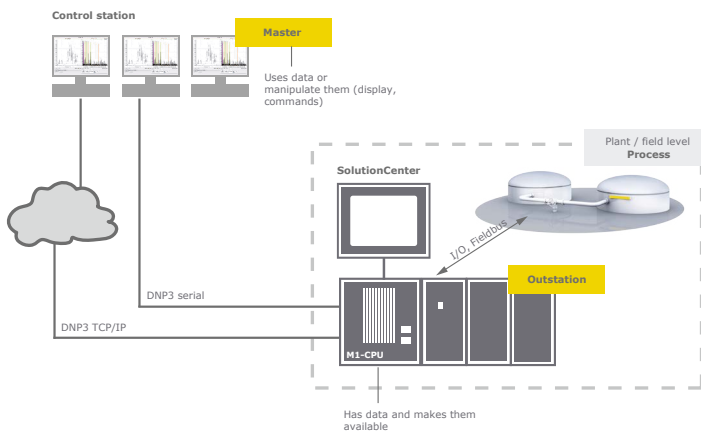 Control station
Master
Uses data or
manipulate them (display,
commands)
Plant / field level
Process
SolutionCenter
I/O, Fieldbus
Outstation
DNP3 serial
DNP3 TCP/IP
M1-CPU
Has data and makes them
available